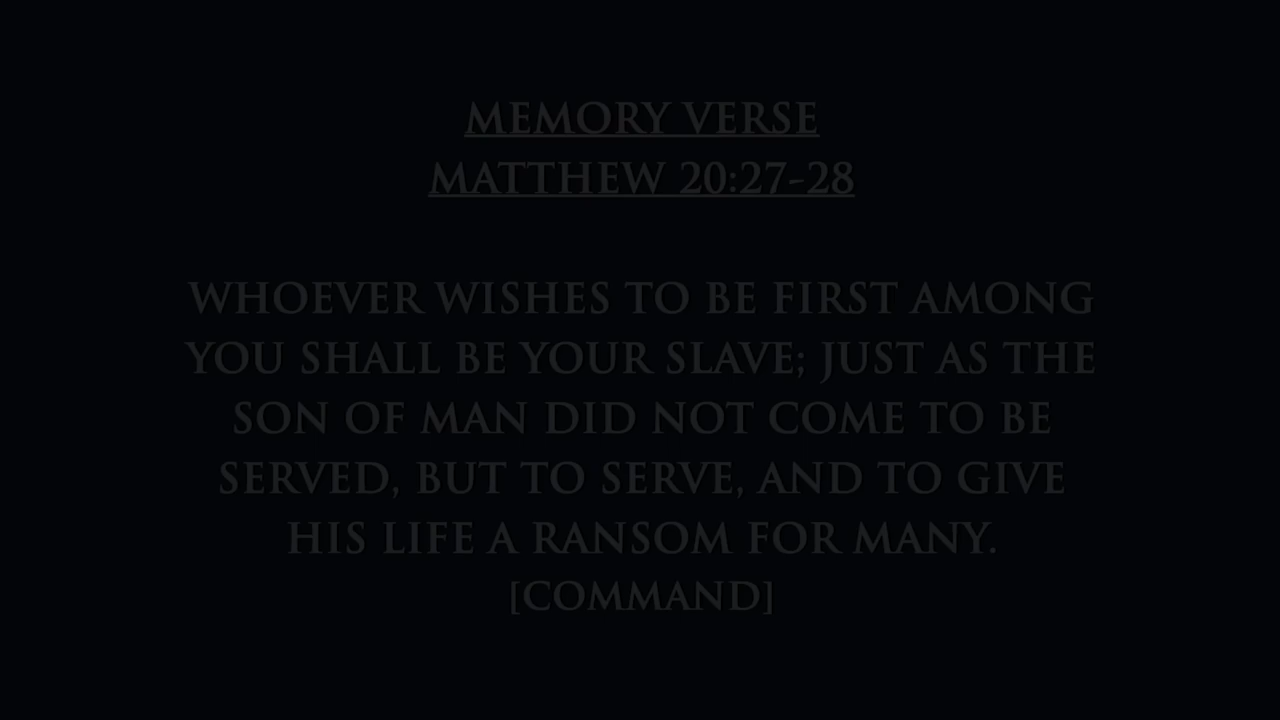 MEMORY VERSE
MATTHEW 20:27-28
WHOEVER WISHES TO BE FIRST AMONG
YOU SHALL BE YOUR SLAVE; JUST AS THE
SON OF MAN DID NOT COME TO BE
SERVED, BUT TO SERVE, AND TO GIVE
HIS LIFE A RANSOM FOR MANY.
[COMMAND]